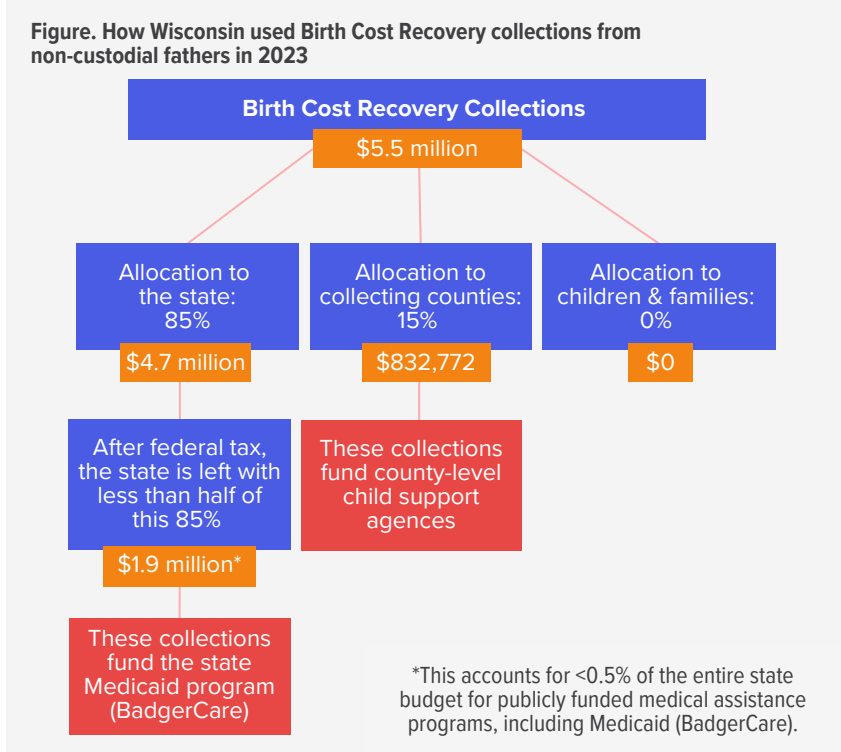 Figure. How Wisconsin used Birth Cost Recovery collections from
non-custodial fathers in 2023
Birth Cost Recovery Collections
$5.5 million
Allocation to
the state:
85%
$4.7 million
Allocation to
collecting counties:
15%
$832,772
Allocation to
children & families:
0%
$0
After federal tax,
the state is left with
less than half of
this 85%
$1.9 million*
These collections
fund county-level
child support
agences
These collections
fund the state
Medicaid program
(BadgerCare)
*This accounts for <0.5% of the entire state
budget for publicly funded medical assistance
programs, including Medicaid (BadgerCare).